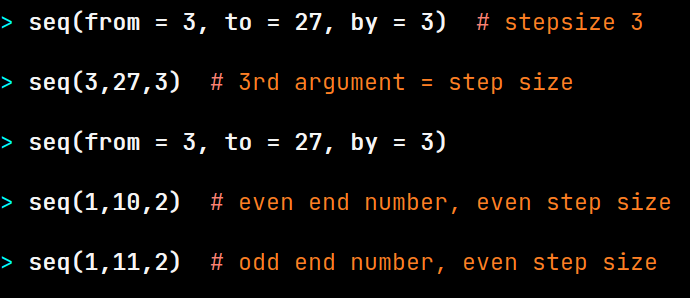 > seq(from = 3, to = 27, by = 3)  # stepsize 3
> seq(3,27,3)  # 3rd argument = step size
> seq(from = 3, to = 27, by = 3)
> seq(1,10,2)  # even end number, even step size
> seq(1,11,2)  # odd end number, even step size